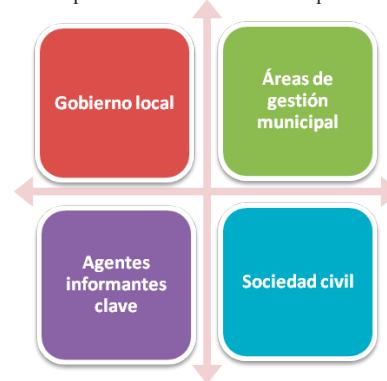 Gobierno local
Áreas de
gestión
municipal
Agentes
informantes
clave
Sociedad civil